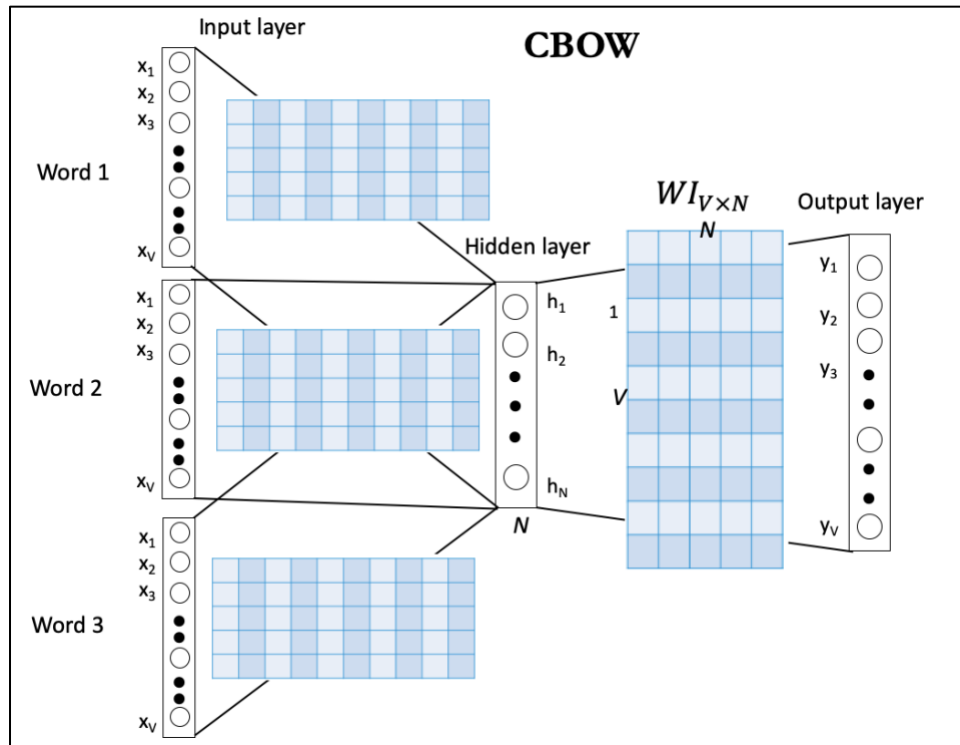 CBOW
Input layer
x1
x2
x3
Word 1
xV
x1
x2
x3
Word 2
xV
x1
x2
x3
Word 3
xV
Hidden layer
h1
h2
hN
N
WIV×N
N
1
V
Output layer
y1
y2
y3
yV